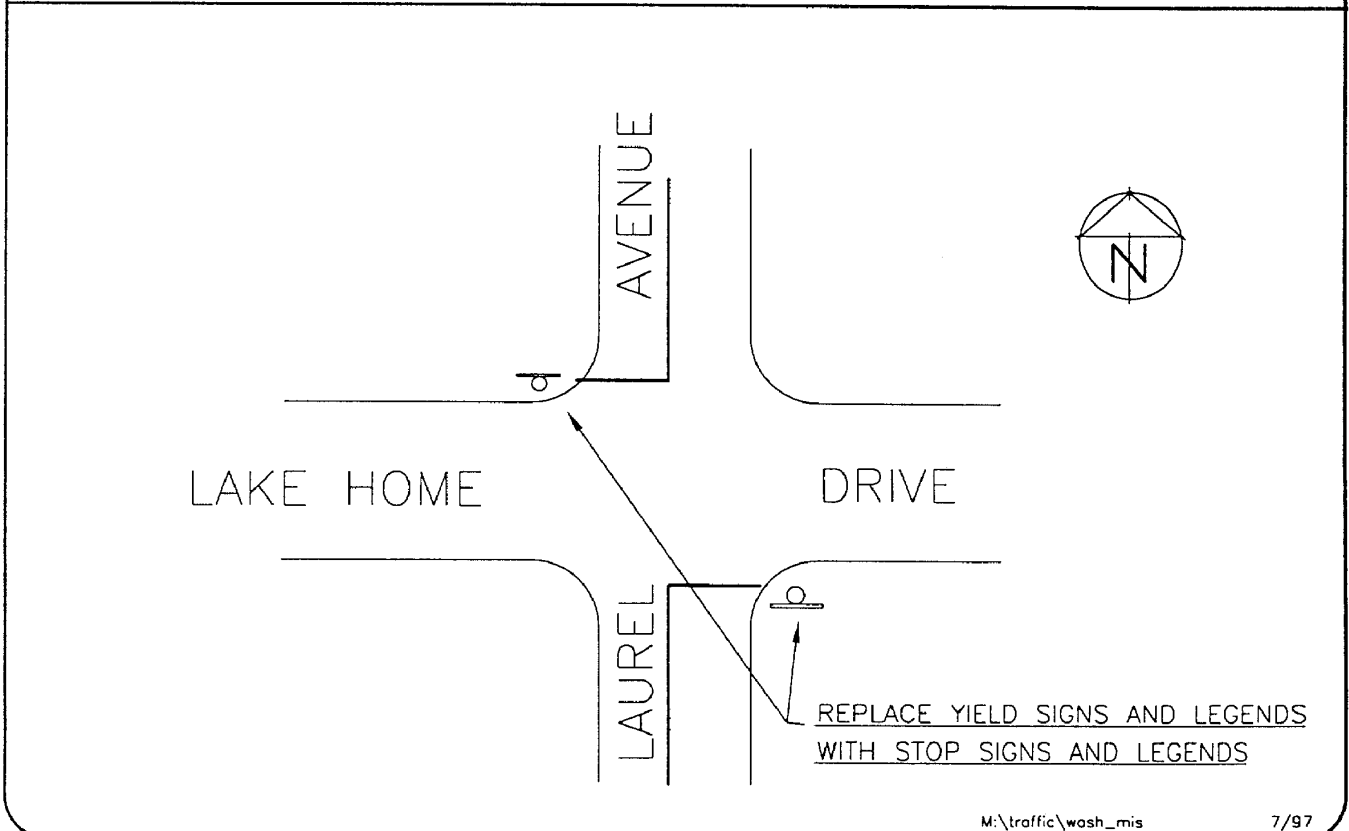 LAUREL AVENUE
N
LAKE HOME DRIVE
REPLACE YIELD SIGNS AND LEGENDS
WITH STOP SIGNS AND LEGENDS
M:\traffic\wash_mis 7/97